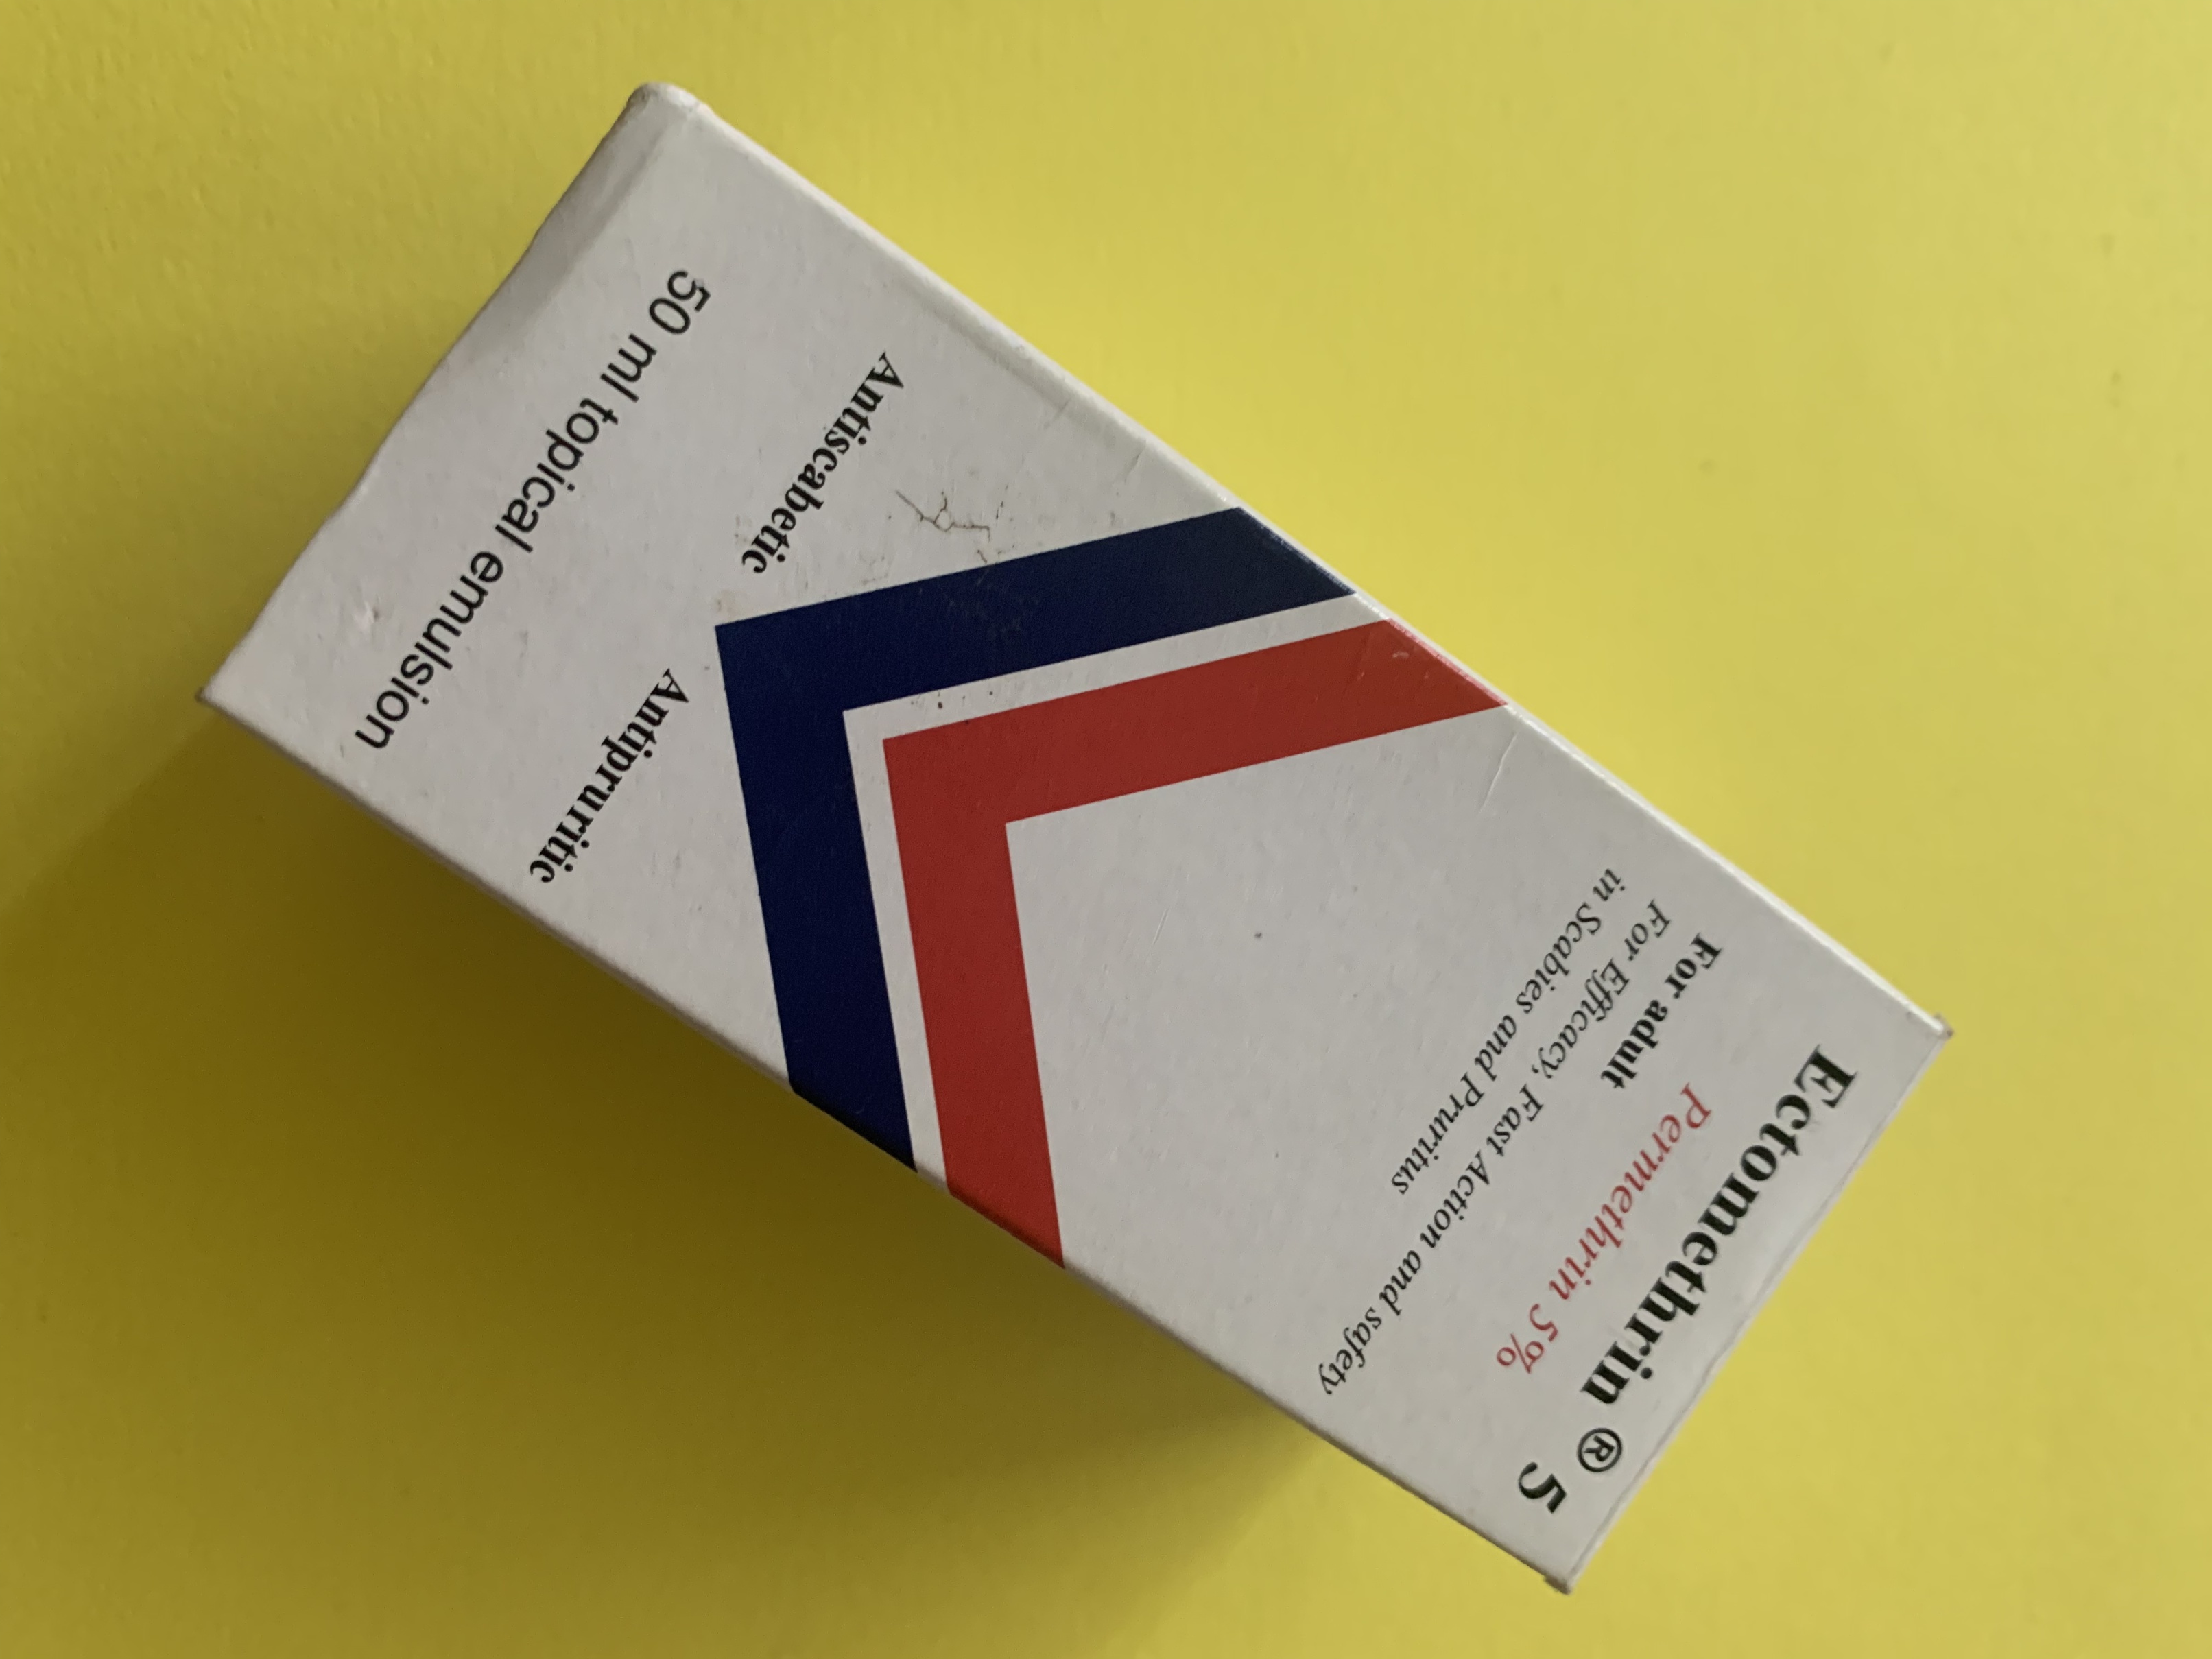 Ectomethrin ® 5
Permethrin 5%
For adult
For Efficacy, Fast Action and safety
in Scabies and Pruritus
Antiscabetic
Antipruritic
50 ml topical emulsion